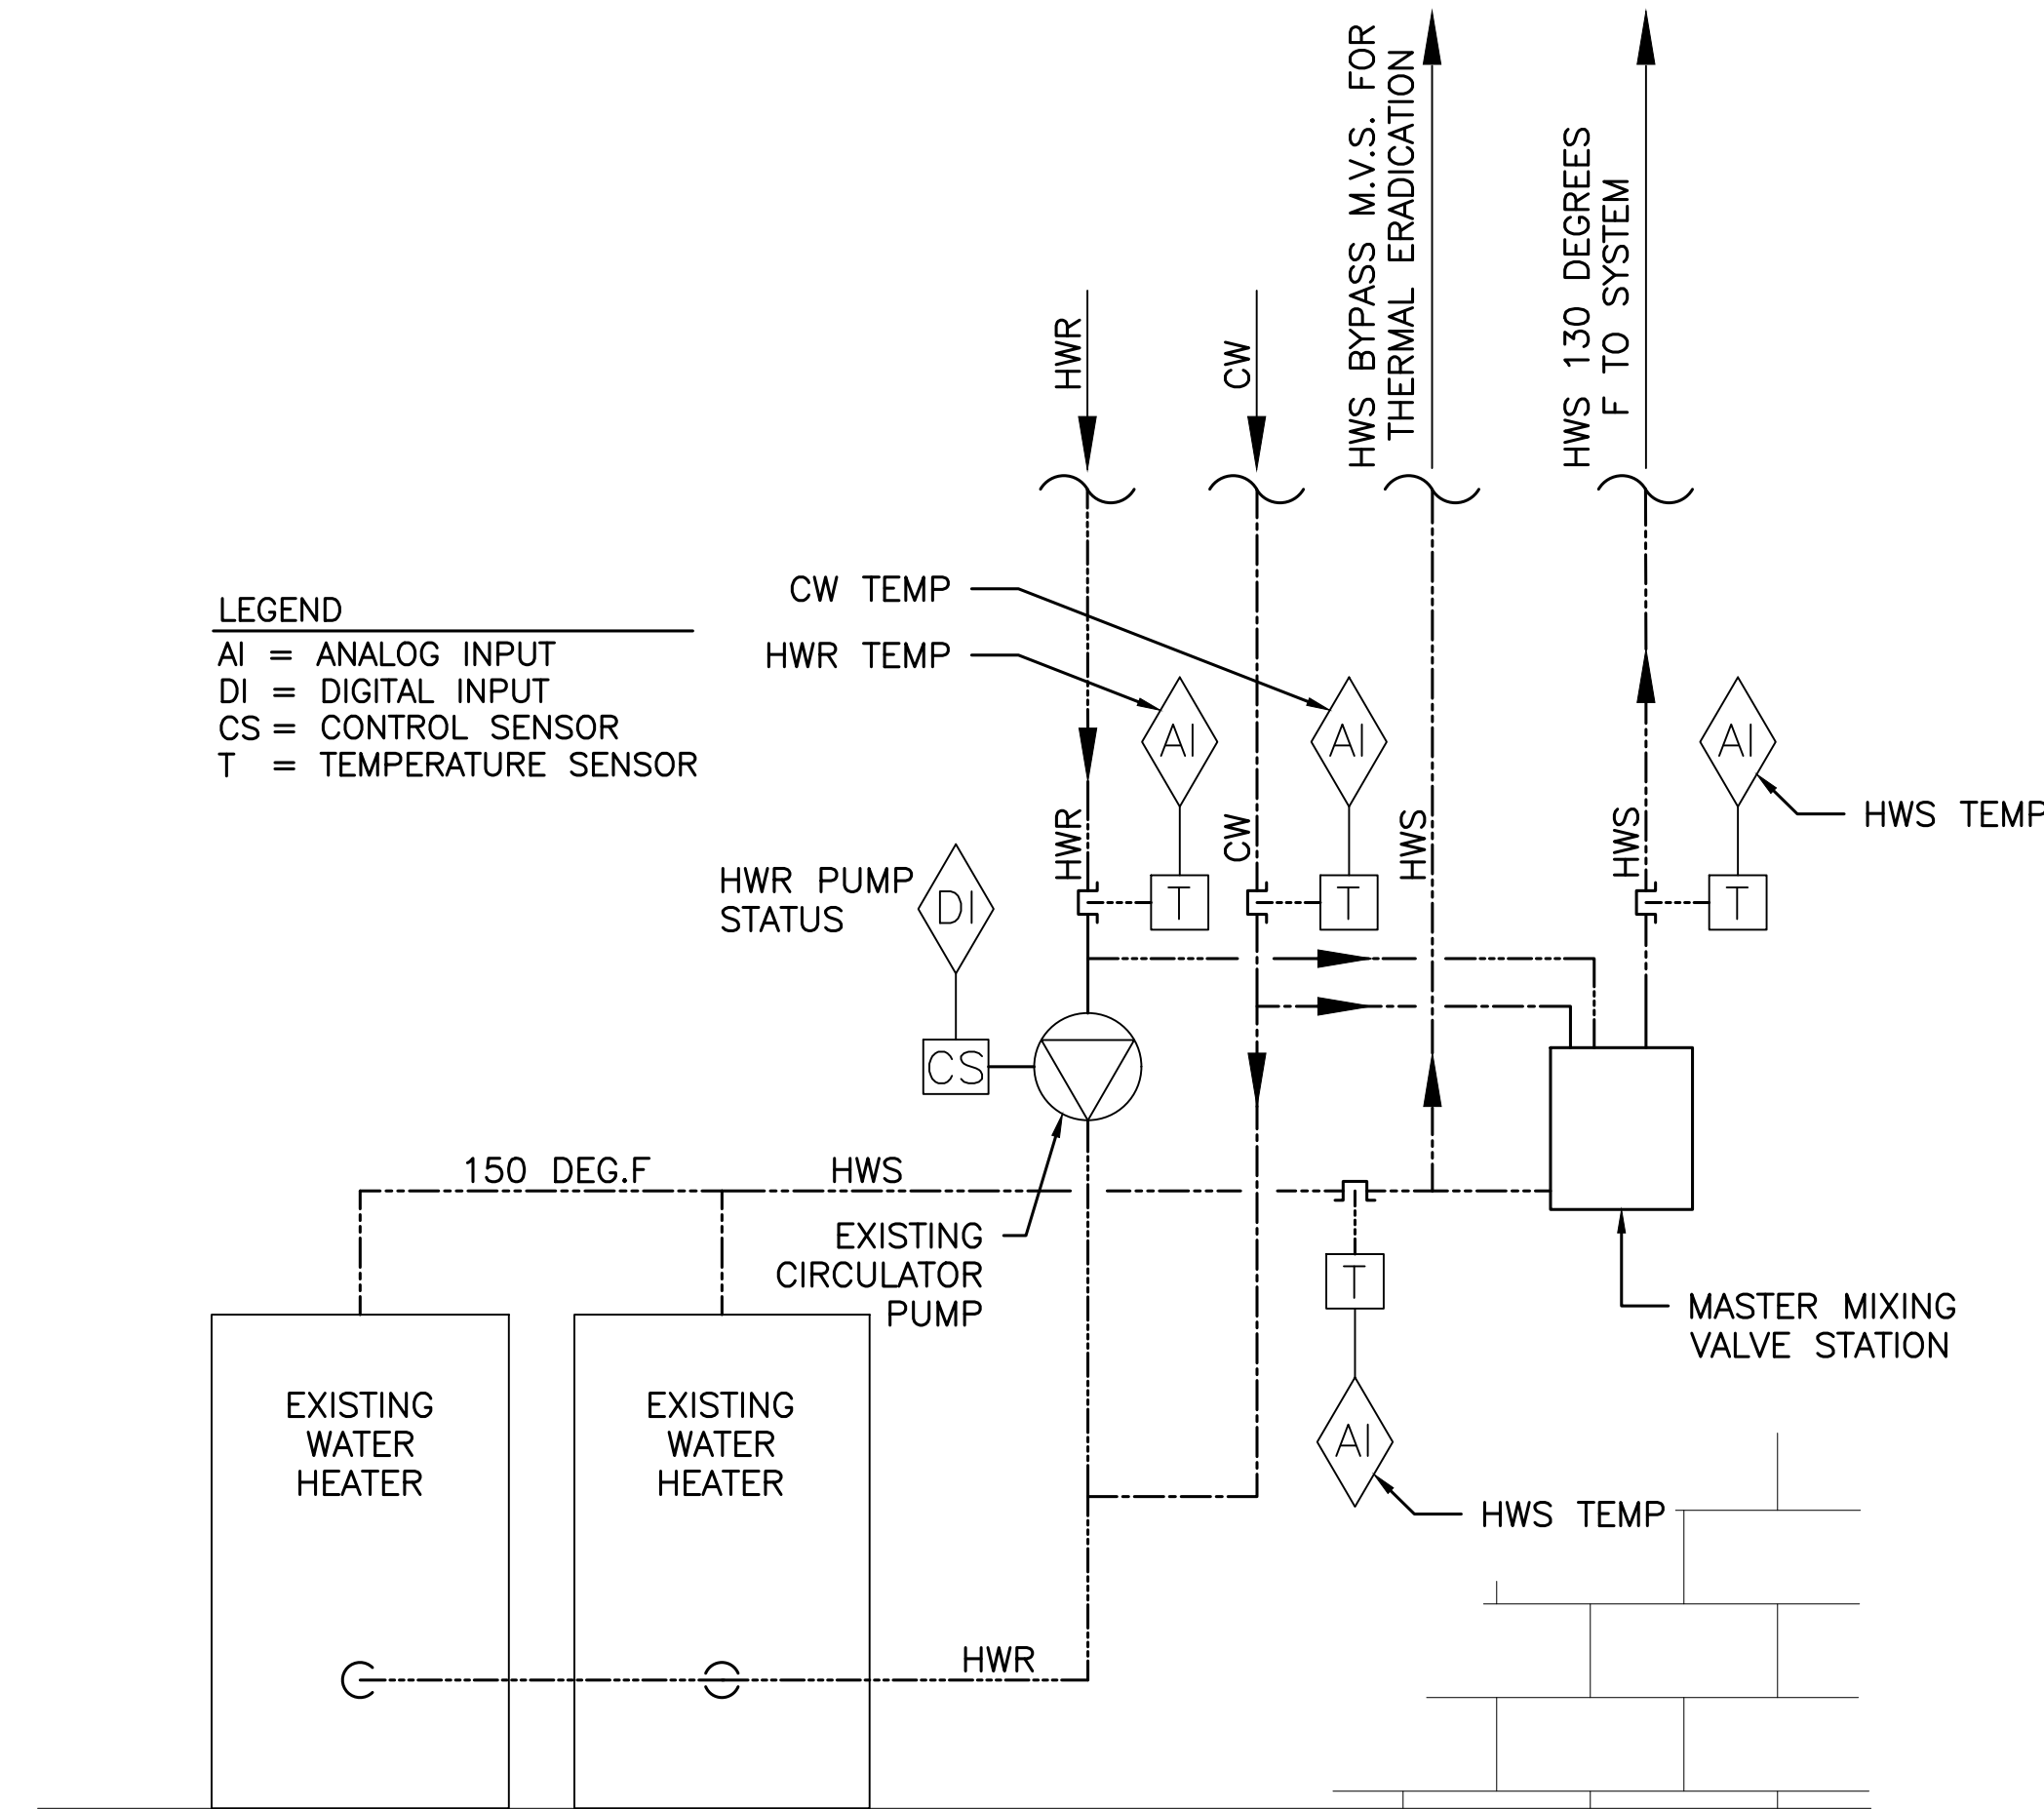 HWS BYPASS M.V.S. FOR
THERMAL ERADICATION
HWS 130 DEGREES
F TO SYSTEM
HWR
CW
CW TEMP
HWR TEMP
LEGEND
AI = ANALOG INPUT
DI = DIGITAL INPUT
CS = CONTROL SENSOR
T = TEMPERATURE SENSOR
AI
AI
AI
HWS TEMP
HWR
CW
HWS
HWS
HWR PUMP
STATUS
DI
T
T
T
CS
150 DEG.F
HWS
EXISTING
CIRCULATOR
PUMP
T
MASTER MIXING
VALVE STATION
EXISTING
WATER
HEATER
EXISTING
WATER
HEATER
AI
HWS TEMP
HWR